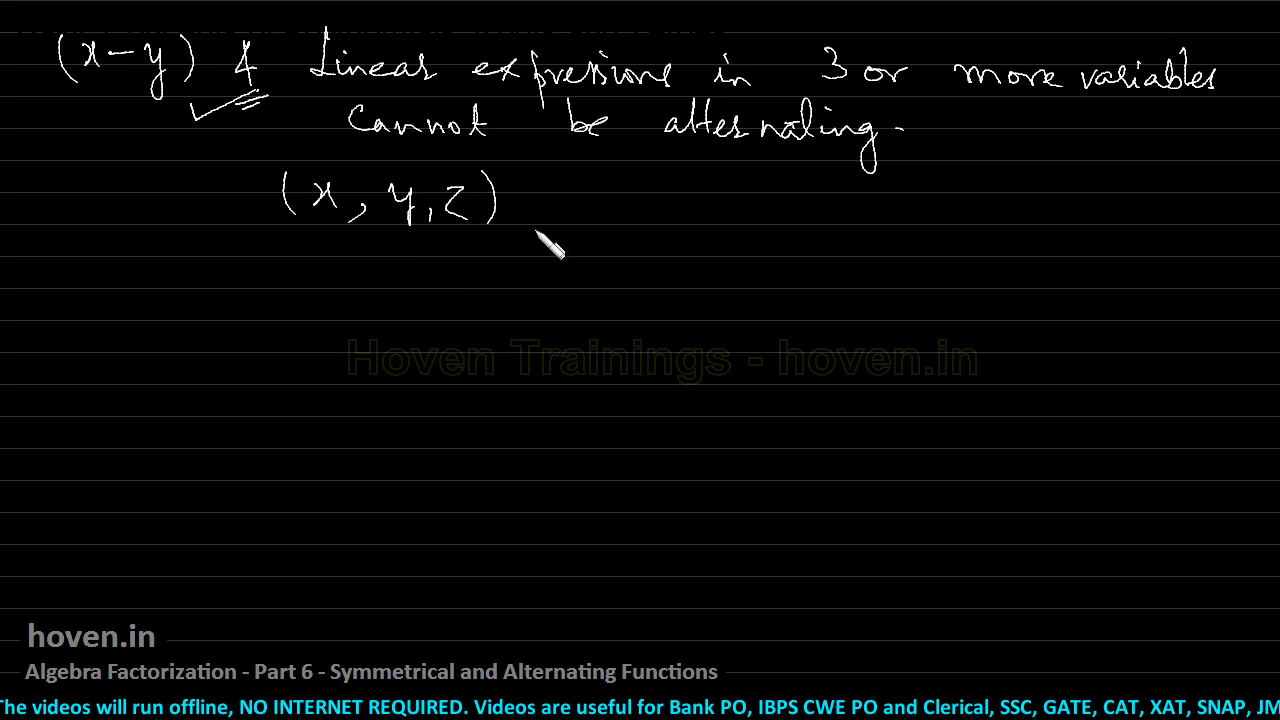 (x-y) 4 Linear expressions in 3 or more variables
cannot be alternating.
(x, y, z)
Hoven Trainings - hoven.in
hoven.in
Algebra Factorization - Part 6 - Symmetrical and Alternating Functions
The videos will run offline, NO INTERNET REQUIRED. Videos are useful for Bank PO, IBPS CWE PO and Clerical, SSC, GATE, CAT, XAT, SNAP, JM